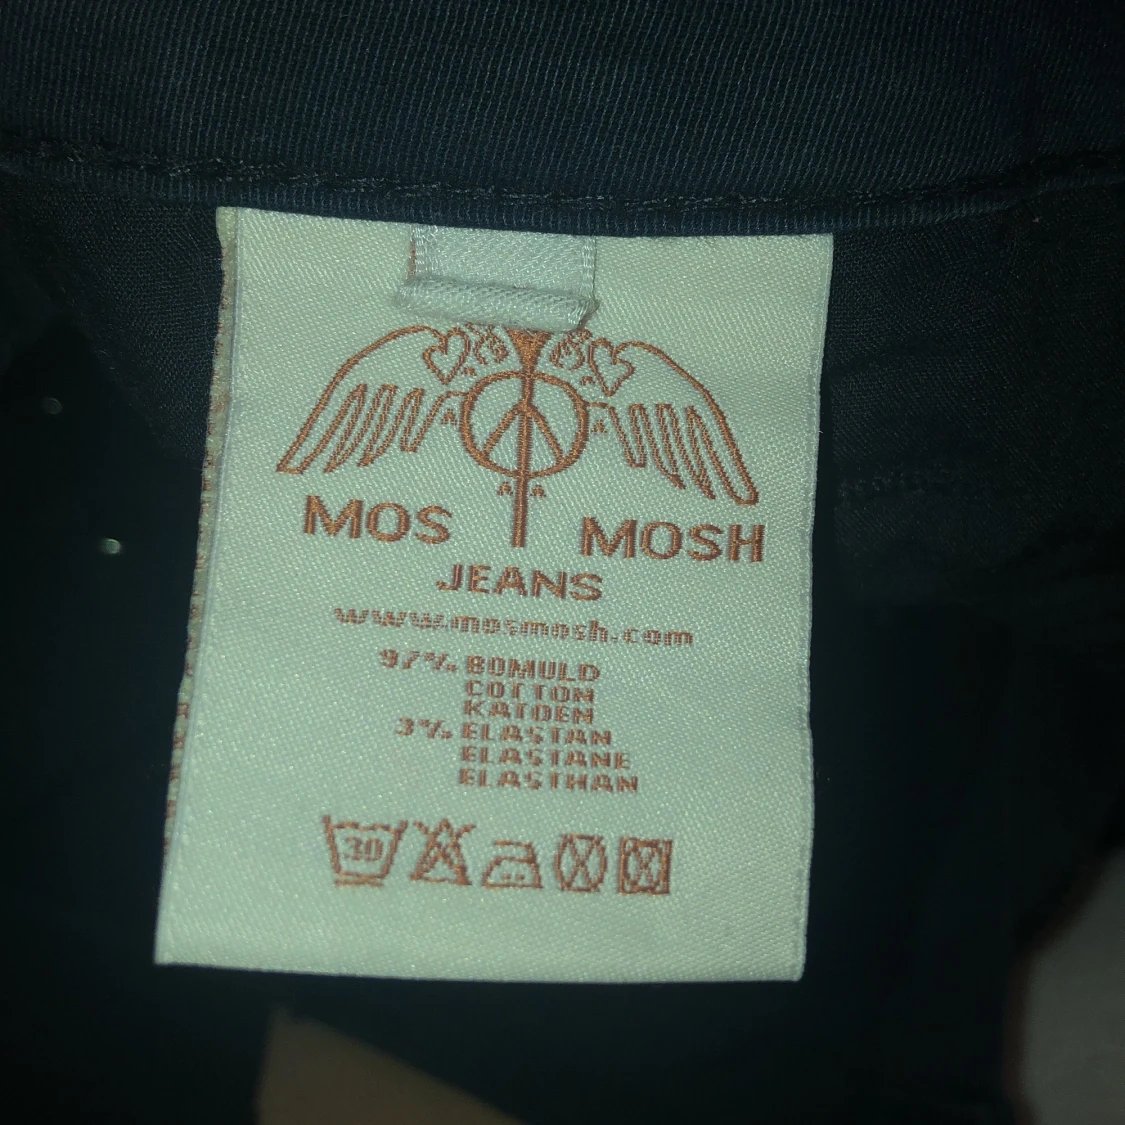 MOS MOSH
JEANS
www.mosmosh.com
97% BOMULD
COTTON
KATOEN
3% ELASTAN
ELASTANE
ELASTHAN
30